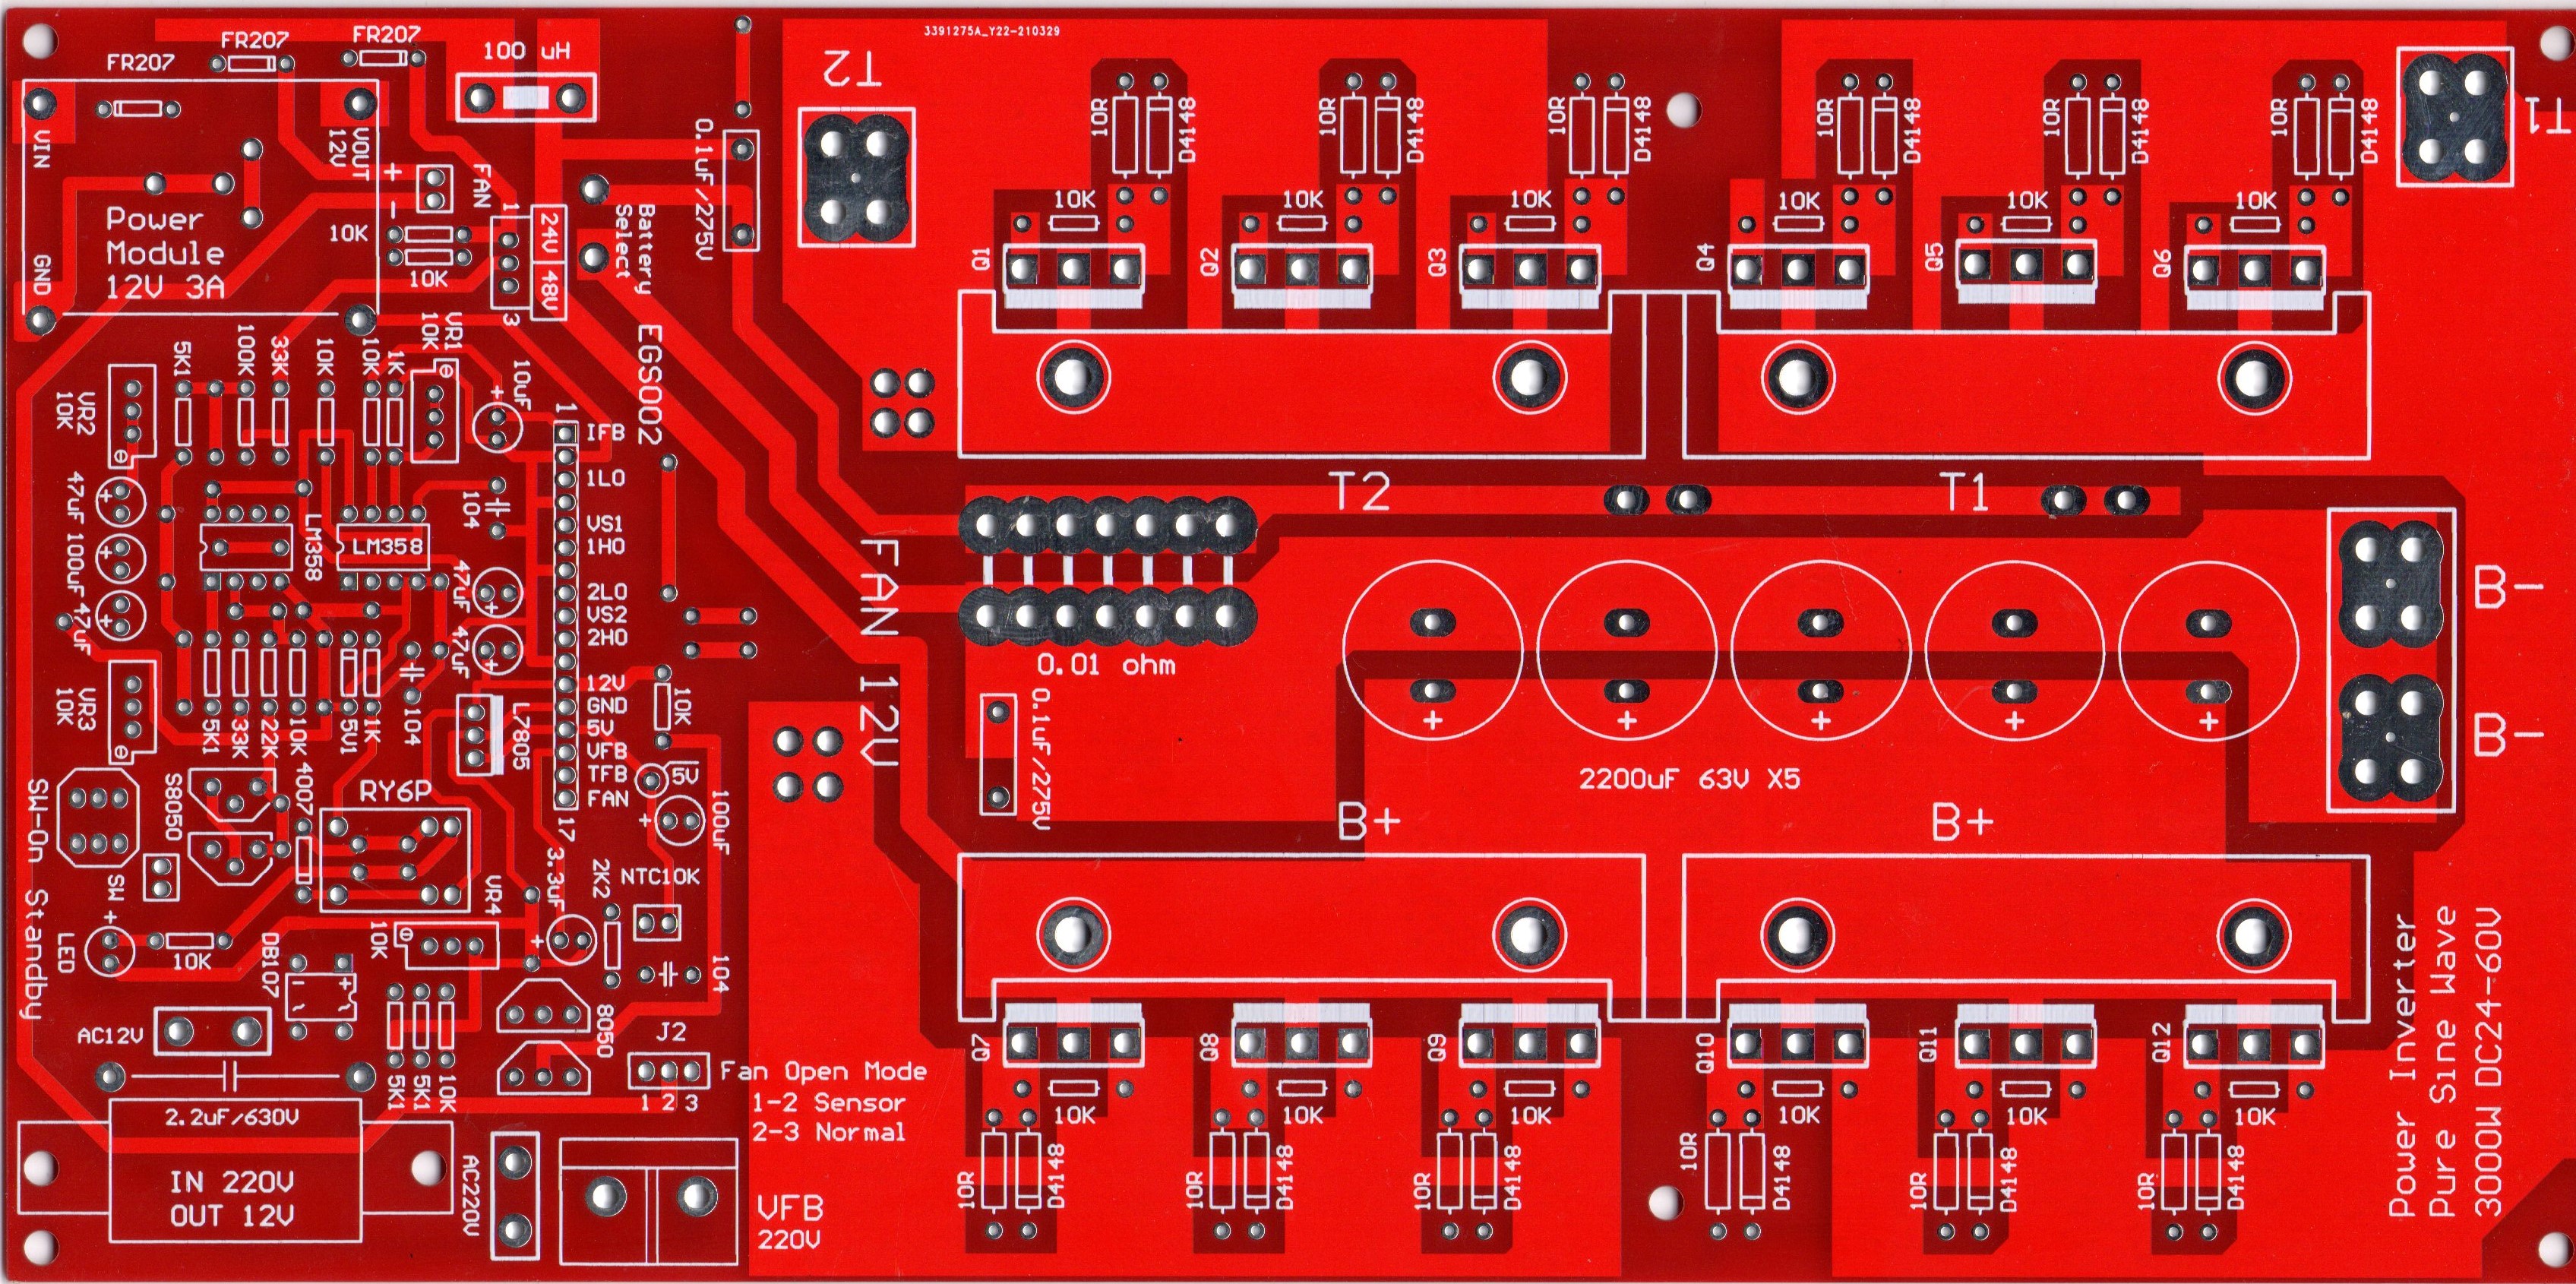 FR207
FR207
FR207
100 uH
3391275A_Y22-210329
T2
T1
VIN
VOUT
12V
+
-
FAN
GND
Power
Module
12V 3A
10K
10K
1
24V
48V
3
Battery
Select
0.1uF/275V
10R
D4148
10R
D4148
10R
D4148
10R
D4148
10R
D4148
10R
D4148
10K
10K
10K
10K
10K
10K
Q1
Q2
Q3
Q4
Q5
Q6
VR2
10K
5K1
100K
33K
10K
10K
1K
VR1
10K
10uF
+
EGS002
1
IFB
1LO
VS1
1HO
2LO
VS2
2HO
12V
GND
5V
VFB
TFB
FAN
17
47uF
+
100uF
+
47uF
+
LM358
LM358
104
47uF
+
47uF
+
VR3
10K
5K1
33K
22K
10K
5V1
1K
104
L7805
10K
5V
100uF
+
FAN 12V
0.01 ohm
0.1uF/275V
T2
T1
+
+
+
+
+
2200uF 63V X5
B-
B-
B+
B+
SW-On Standby
S8050
4007
RY6P
SW
+
LED
10K
VR4
10K
3.3uF
+
2K2
NTC10K
104
DB107
-
+
AC12V
5K1
5K1
10K
8050
J2
1 2 3
Fan Open Mode
1-2 Sensor
2-3 Normal
2.2uF/630V
IN 220V
OUT 12V
AC220V
VFB
220V
Q7
Q8
Q9
Q10
Q11
Q12
10K
10K
10K
10K
10K
10K
10R
D4148
10R
D4148
10R
D4148
10R
D4148
10R
D4148
10R
D4148
Power Inverter
Pure Sine Wave
3000W DC24-60V